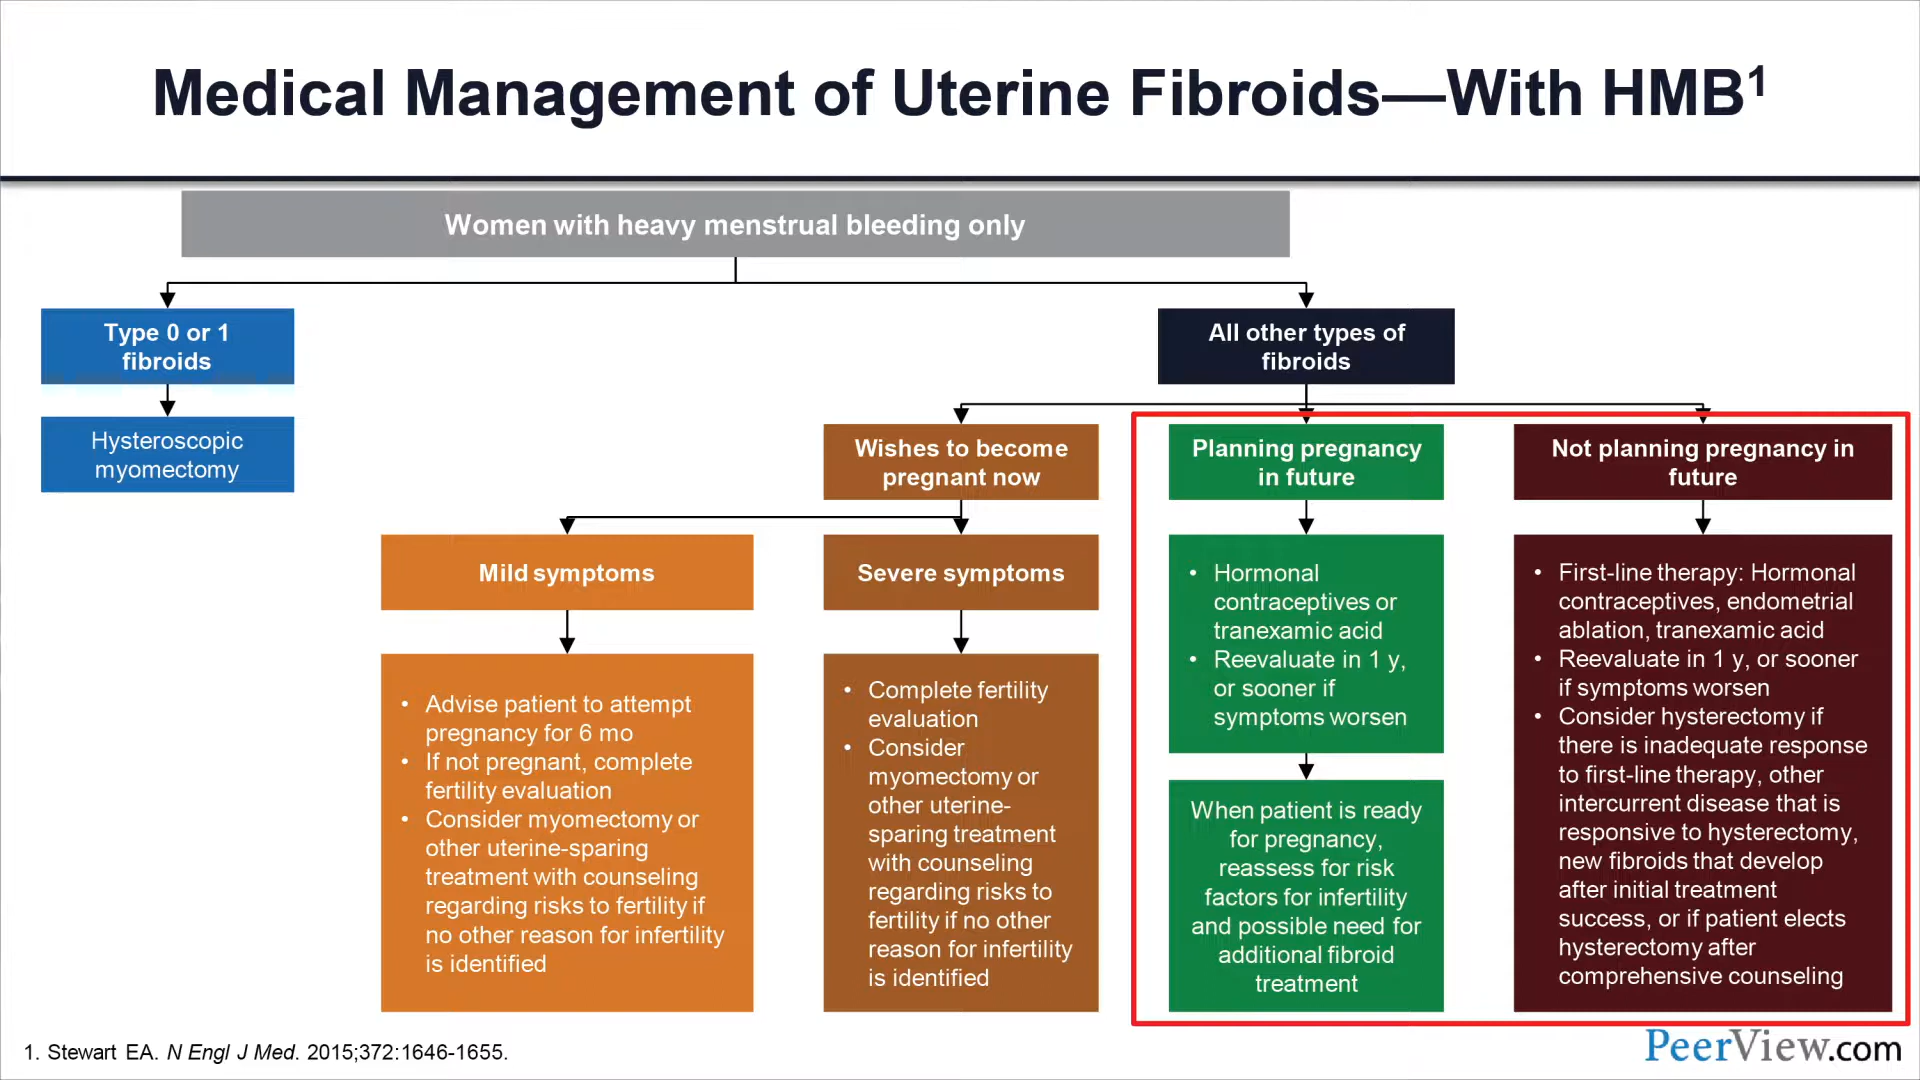 Medical Management of Uterine Fibroids—With HMB1
Women with heavy menstrual bleeding only
Type 0 or 1
fibroids
Hysteroscopic
myomectomy
All other types of
fibroids
Wishes to become
pregnant now
Mild symptoms
• Advise patient to attempt
pregnancy for 6 mo
• If not pregnant, complete
fertility evaluation
• Consider myomectomy or
other uterine-sparing
treatment with counseling
regarding risks to fertility if
no other reason for infertility
is identified
Severe symptoms
• Complete fertility
evaluation
• Consider
myomectomy or
other uterine-
sparing treatment
with counseling
regarding risks to
fertility if no other
reason for infertility
is identified
Planning pregnancy
in future
• Hormonal
contraceptives or
tranexamic acid
• Reevaluate in 1 y,
or sooner if
symptoms worsen
When patient is ready
for pregnancy,
reassess for risk
factors for infertility
and possible need for
additional fibroid
treatment
Not planning pregnancy in
future
• First-line therapy: Hormonal
contraceptives, endometrial
ablation, tranexamic acid
• Reevaluate in 1 y, or sooner
if symptoms worsen
• Consider hysterectomy if
there is inadequate response
to first-line therapy, other
intercurrent disease that is
responsive to hysterectomy,
new fibroids that develop
after initial treatment
success, or if patient elects
hysterectomy after
comprehensive counseling
1. Stewart EA. N Engl J Med. 2015;372:1646-1655.
PeerView.com